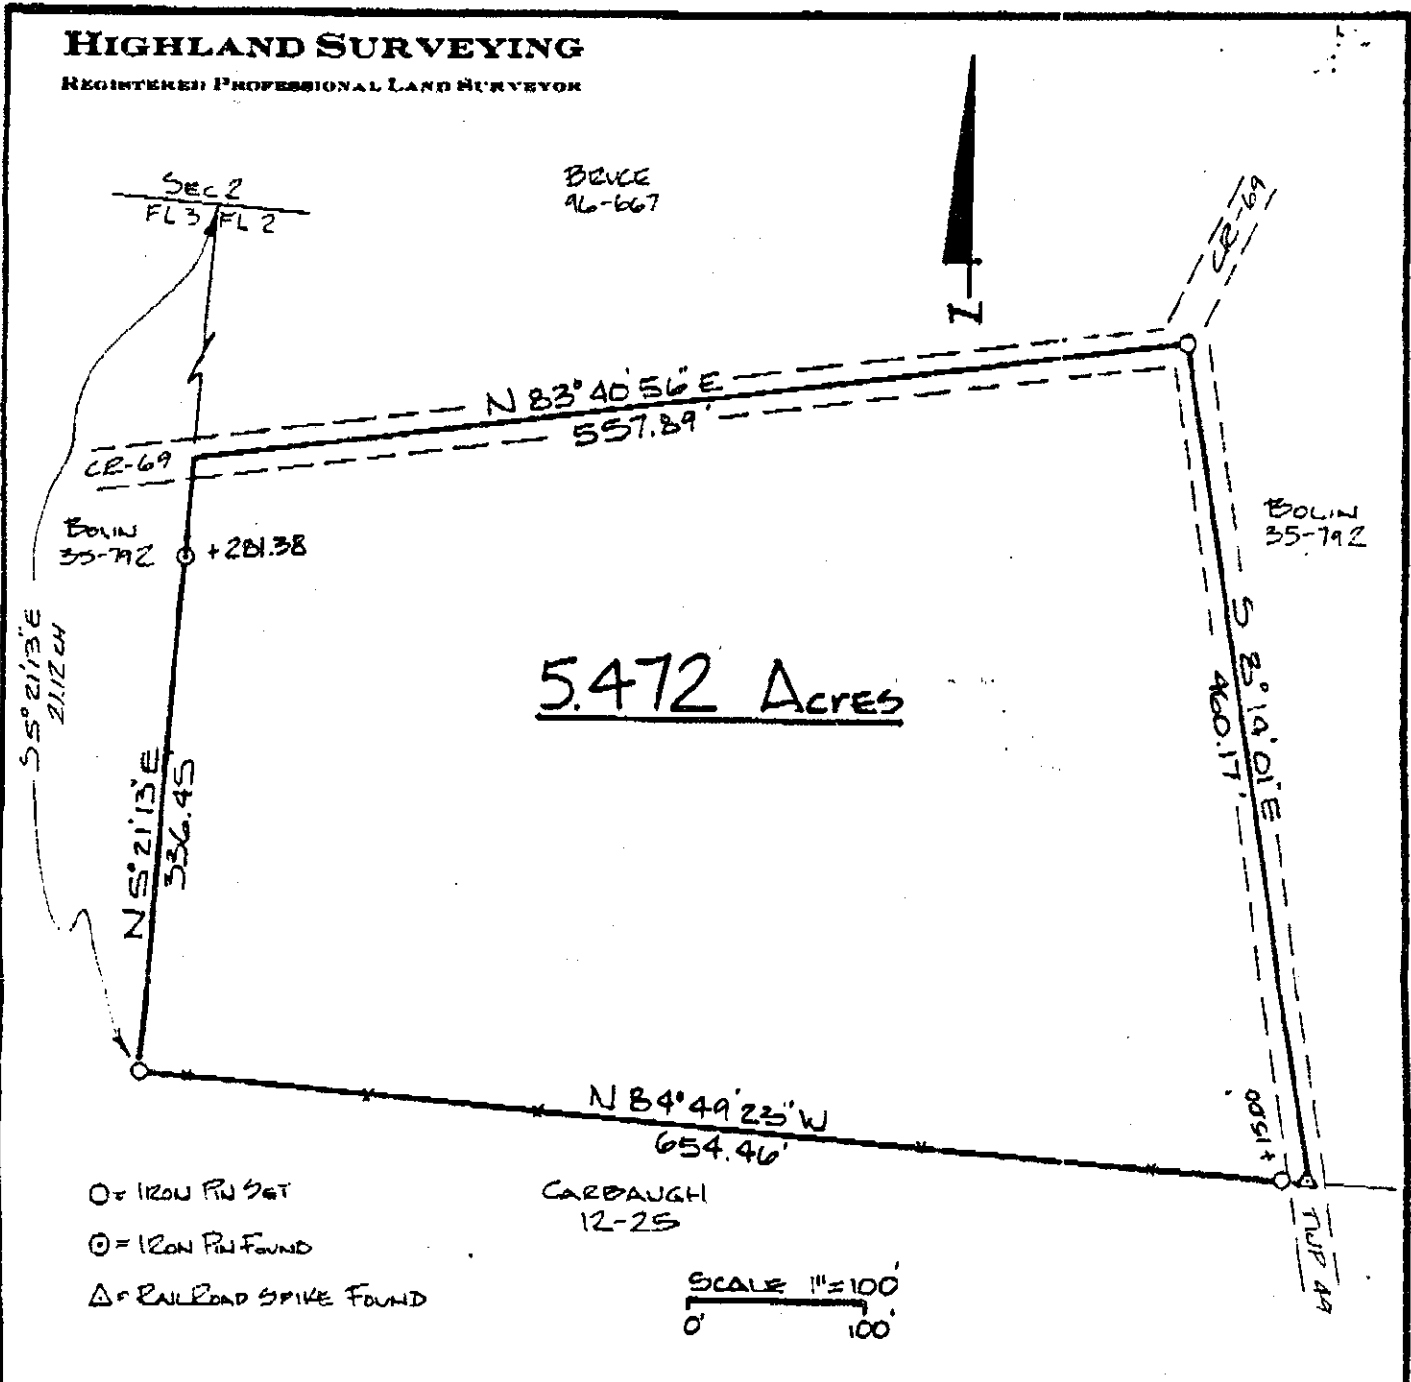 HIGHLAND SURVEYING
REGISTERED PROFESSIONAL LAND SURVEYOR
SEC 2
FL 3 FL 2
BRUCE
96-667
CR-69
N 83° 40' 56" E
557.89'
CR-69
BOLIN
35-792
+281.38
BOLIN
35-792
S 5° 21' 13" E
21.12 CH
5.472 Acres
S 8° 14' 01" E
460.17'
N 5° 21' 13" E
336.45
N 84° 49' 23" W
654.46'
+15.00'
O = IRON PIN SET
⊙ = IRON PIN FOUND
△ = RAILROAD SPIKE FOUND
CARBAUGH
12-25
TWP 49
SCALE 1"=100'
0' 100'